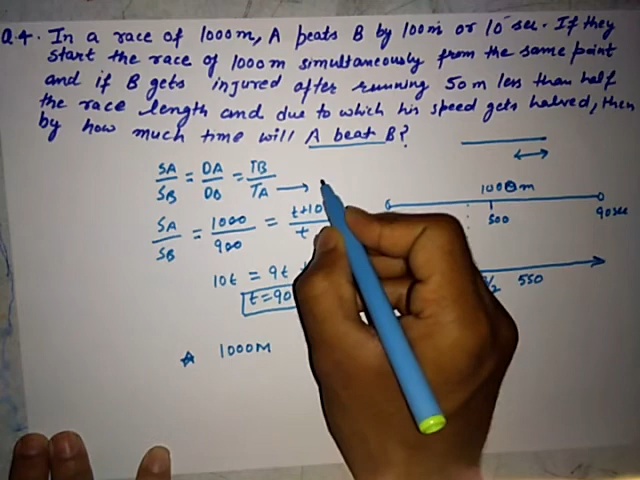 Q.4. In a race of 1000m, A beats B by 100m or 10 sec. If they
start the race of 1000m simultaneously from the same point
and if B gets injured after running 50m less than half
the race length and due to which his speed gets halved, then
by how much time will A beat B?
SA/SB = DA/DB = TB/TA →
1000m
SA/SB = 1000/900 = t+10/t
500
90sec
10t = 9t
550
t=90
A 1000M